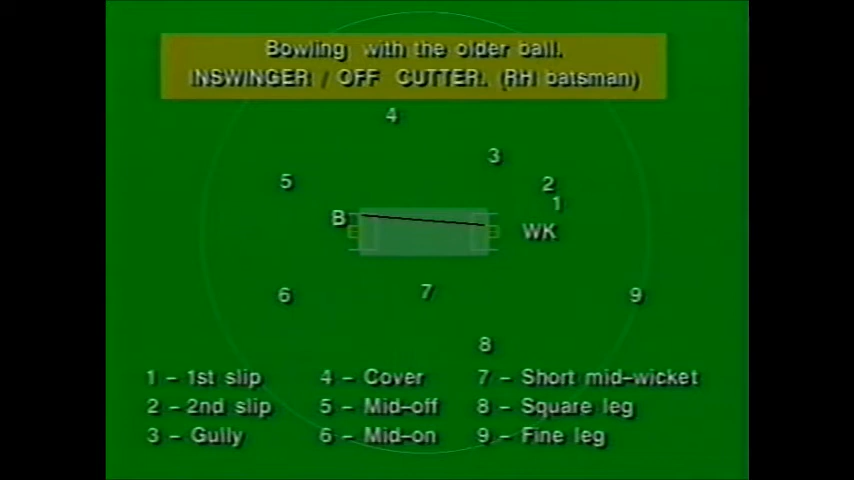 Bowling with the older ball.
INSWINGER / OFF CUTTER. (RH batsman)
4
3
5
2
1
B
WK
7
6
9
8
1 – 1st slip 4 – Cover 7 – Short mid–wicket
2 – 2nd slip 5 – Mid–off 8 – Square leg
3 – Gully 6 – Mid–on 9 – Fine leg